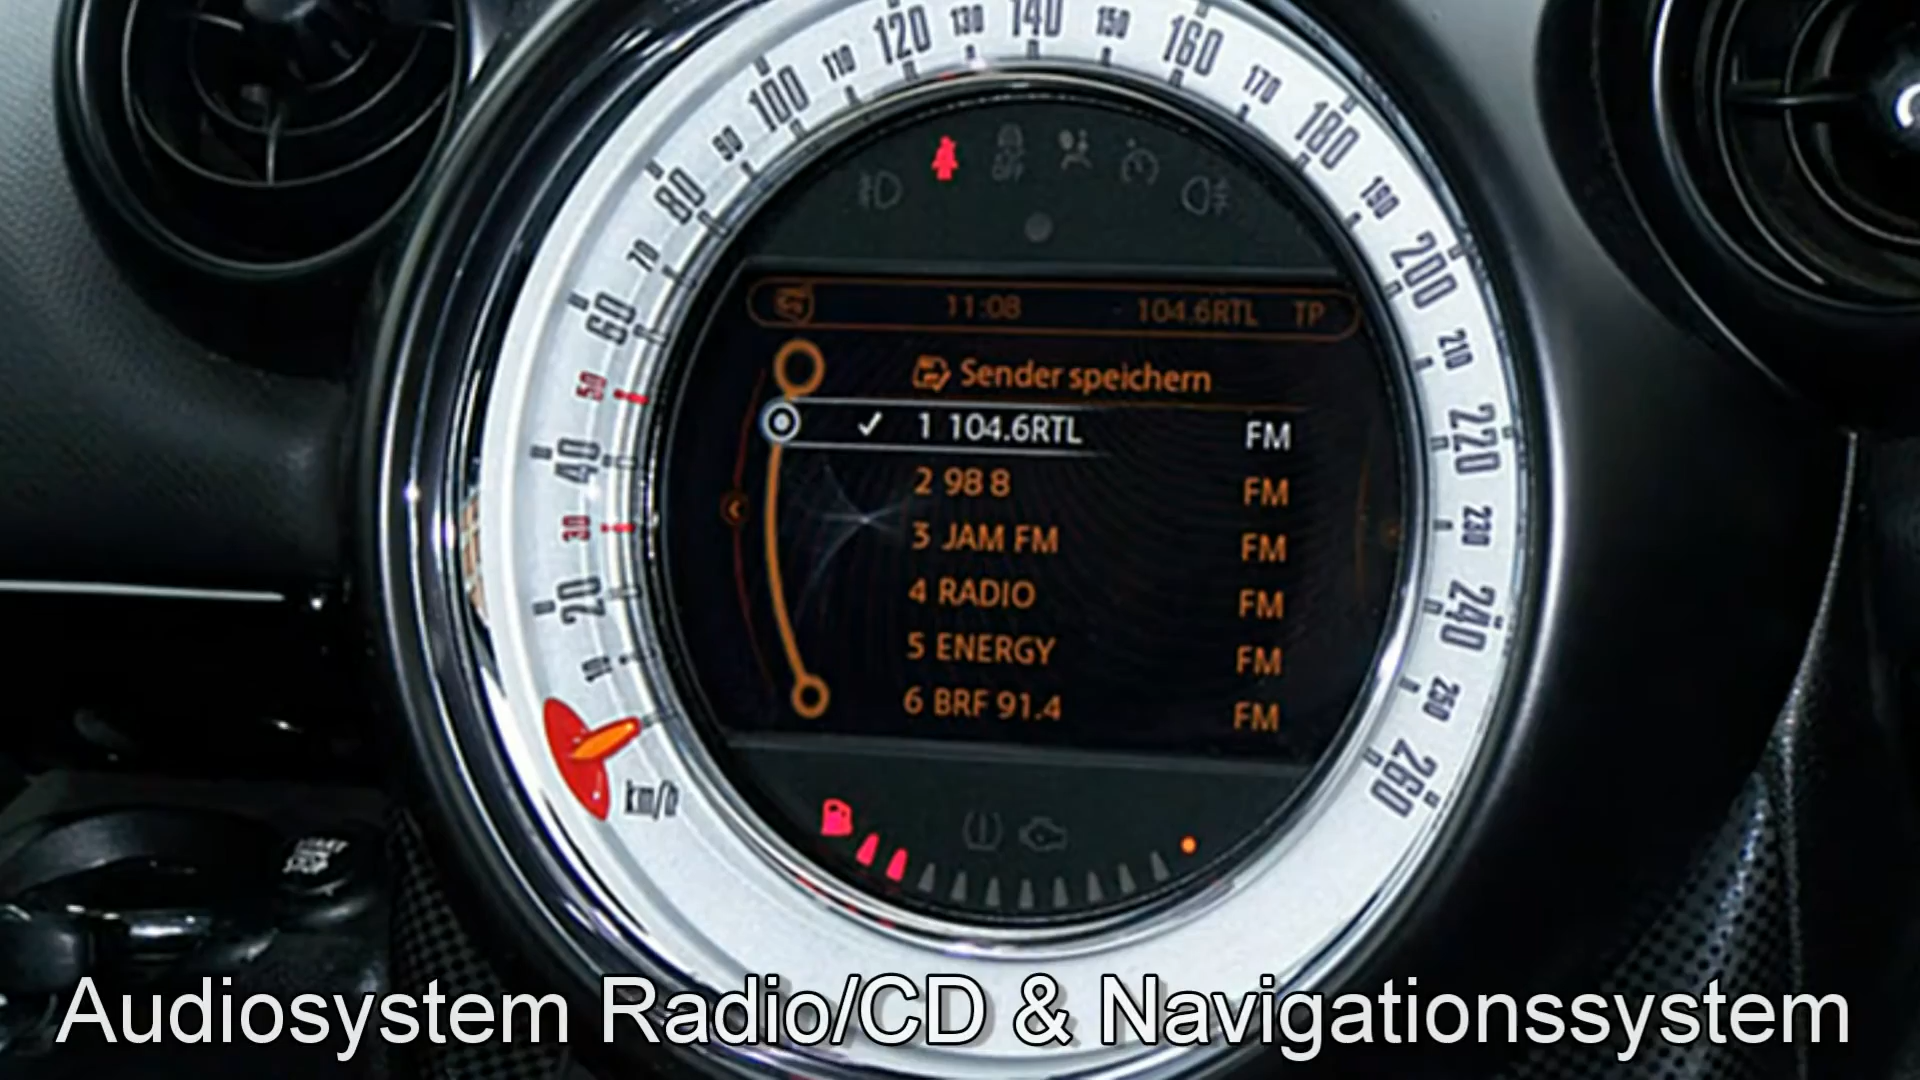 120 130 140 150 160
100 110 170 180
80 90 190
70 200
60 210
50 220
40 230
30 240
20 250
10 260
km/h
OFF
11:08 104.6RTL TP
Sender speichern
1 104.6RTL FM
2 98 8 FM
3 JAM FM FM
4 RADIO FM
5 ENERGY FM
6 BRF 91.4 FM
START
STOP
Audiosystem Radio/CD & Navigationssystem